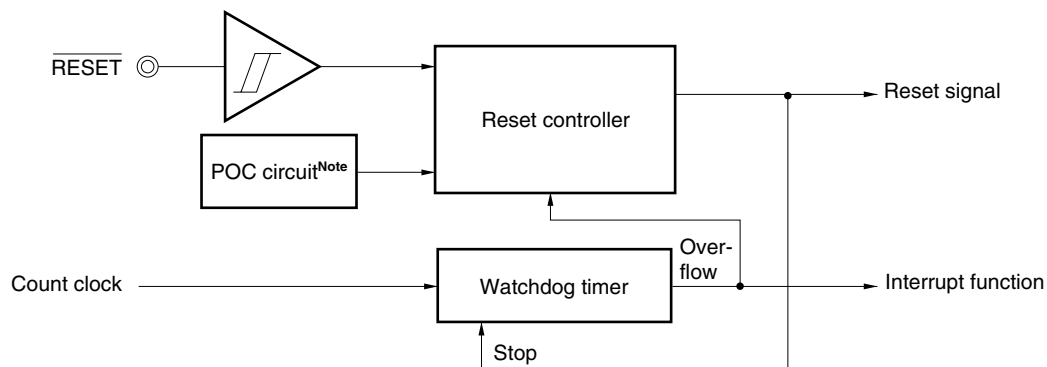 RESET
Reset signal
Reset controller
POC circuitNote
Over-
flow
Count clock
Watchdog timer
Interrupt function
Stop